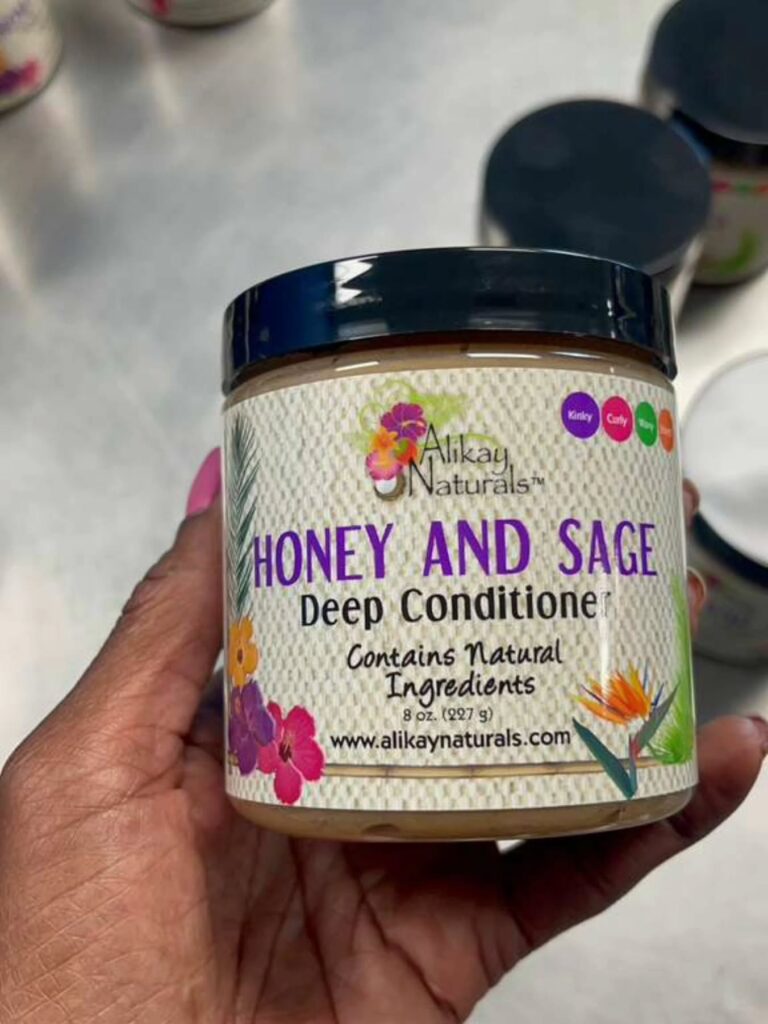 Kinky Curly Wavy
Alikay
Naturals™
HONEY AND SAGE
Deep Conditioner
Contains Natural
Ingredients
8 oz. (227 g)
www.alikaynaturals.com